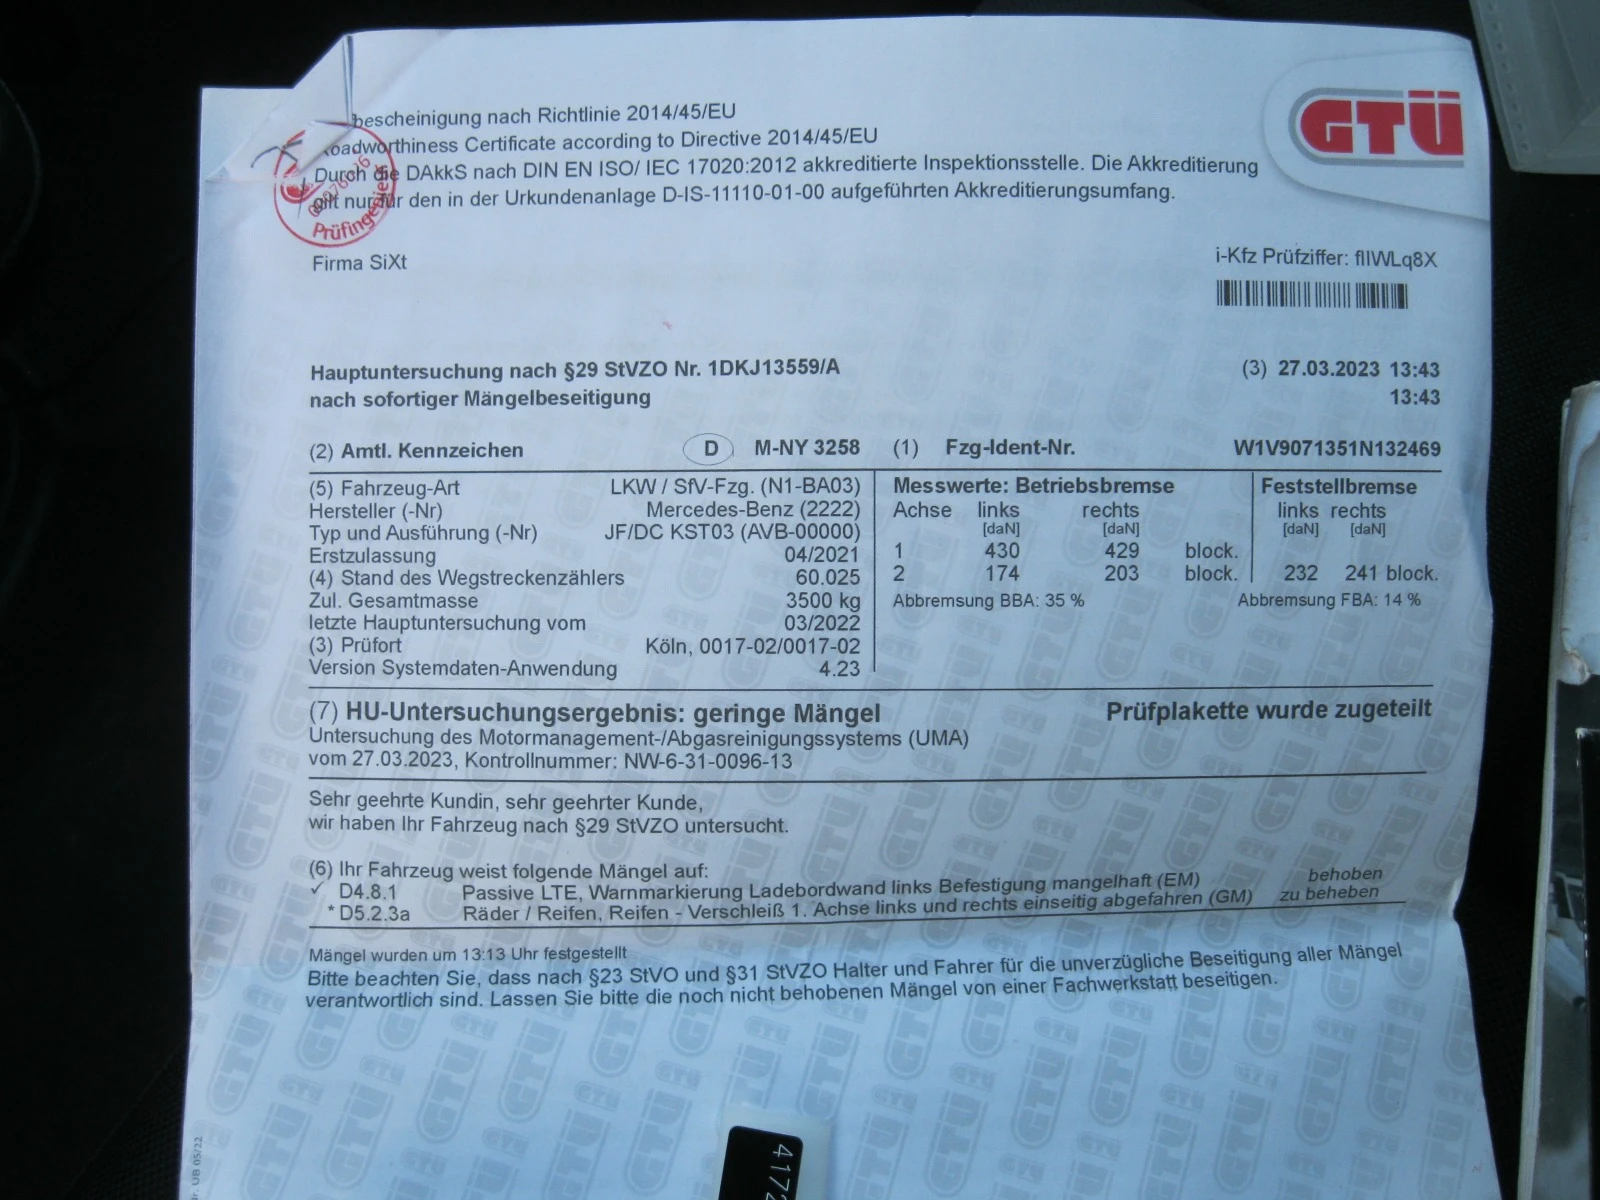 GTÜ
bescheinigung nach Richtlinie 2014/45/EU
oadworthiness Certificate according to Directive 2014/45/EU
Durch die DAkkS nach DIN EN ISO/ IEC 17020:2012 akkreditierte Inspektionsstelle. Die Akkreditierung
gilt nur für den in der Urkundenanlage D-IS-11110-01-00 aufgeführten Akkreditierungsumfang.
Firma SiXt
i-Kfz Prüfziffer: fIIWLq8X
Hauptuntersuchung nach §29 StVZO Nr. 1DKJ13559/A (3) 27.03.2023 13:43
nach sofortiger Mängelbeseitigung 13:43
(2) Amtl. Kennzeichen D M-NY 3258 (1) Fzg-Ident-Nr. W1V9071351N132469
(5) Fahrzeug-Art LKW / SfV-Fzg. (N1-BA03)
Hersteller (-Nr) Mercedes-Benz (2222)
Typ und Ausführung (-Nr) JF/DC KST03 (AVB-00000)
Erstzulassung 04/2021
(4) Stand des Wegstreckenzählers 60.025
Zul. Gesamtmasse 3500 kg
letzte Hauptuntersuchung vom 03/2022
(3) Prüfort Köln, 0017-02/0017-02
Version Systemdaten-Anwendung 4.23
Messwerte: Betriebsbremse Feststellbremse
Achse links rechts links rechts
[daN] [daN] [daN] [daN]
1 430 429 block.
2 174 203 block. 232 241 block.
Abbremsung BBA: 35 % Abbremsung FBA: 14 %
(7) HU-Untersuchungsergebnis: geringe Mängel Prüfplakette wurde zugeteilt
Untersuchung des Motormanagement-/Abgasreinigungssystems (UMA)
vom 27.03.2023, Kontrollnummer: NW-6-31-0096-13
Sehr geehrte Kundin, sehr geehrter Kunde,
wir haben Ihr Fahrzeug nach §29 StVZO untersucht.
(6) Ihr Fahrzeug weist folgende Mängel auf:
✓ D4.8.1 Passive LTE, Warnmarkierung Ladebordwand links Befestigung mangelhaft (EM) behoben
* D5.2.3a Räder / Reifen, Reifen - Verschleiß 1. Achse links und rechts einseitig abgefahren (GM) zu beheben
Mängel wurden um 13:13 Uhr festgestellt
Bitte beachten Sie, dass nach §23 StVO und §31 StVZO Halter und Fahrer für die unverzügliche Beseitigung aller Mängel
verantwortlich sind. Lassen Sie bitte die noch nicht behobenen Mängel von einer Fachwerkstatt beseitigen.
UB 05/22